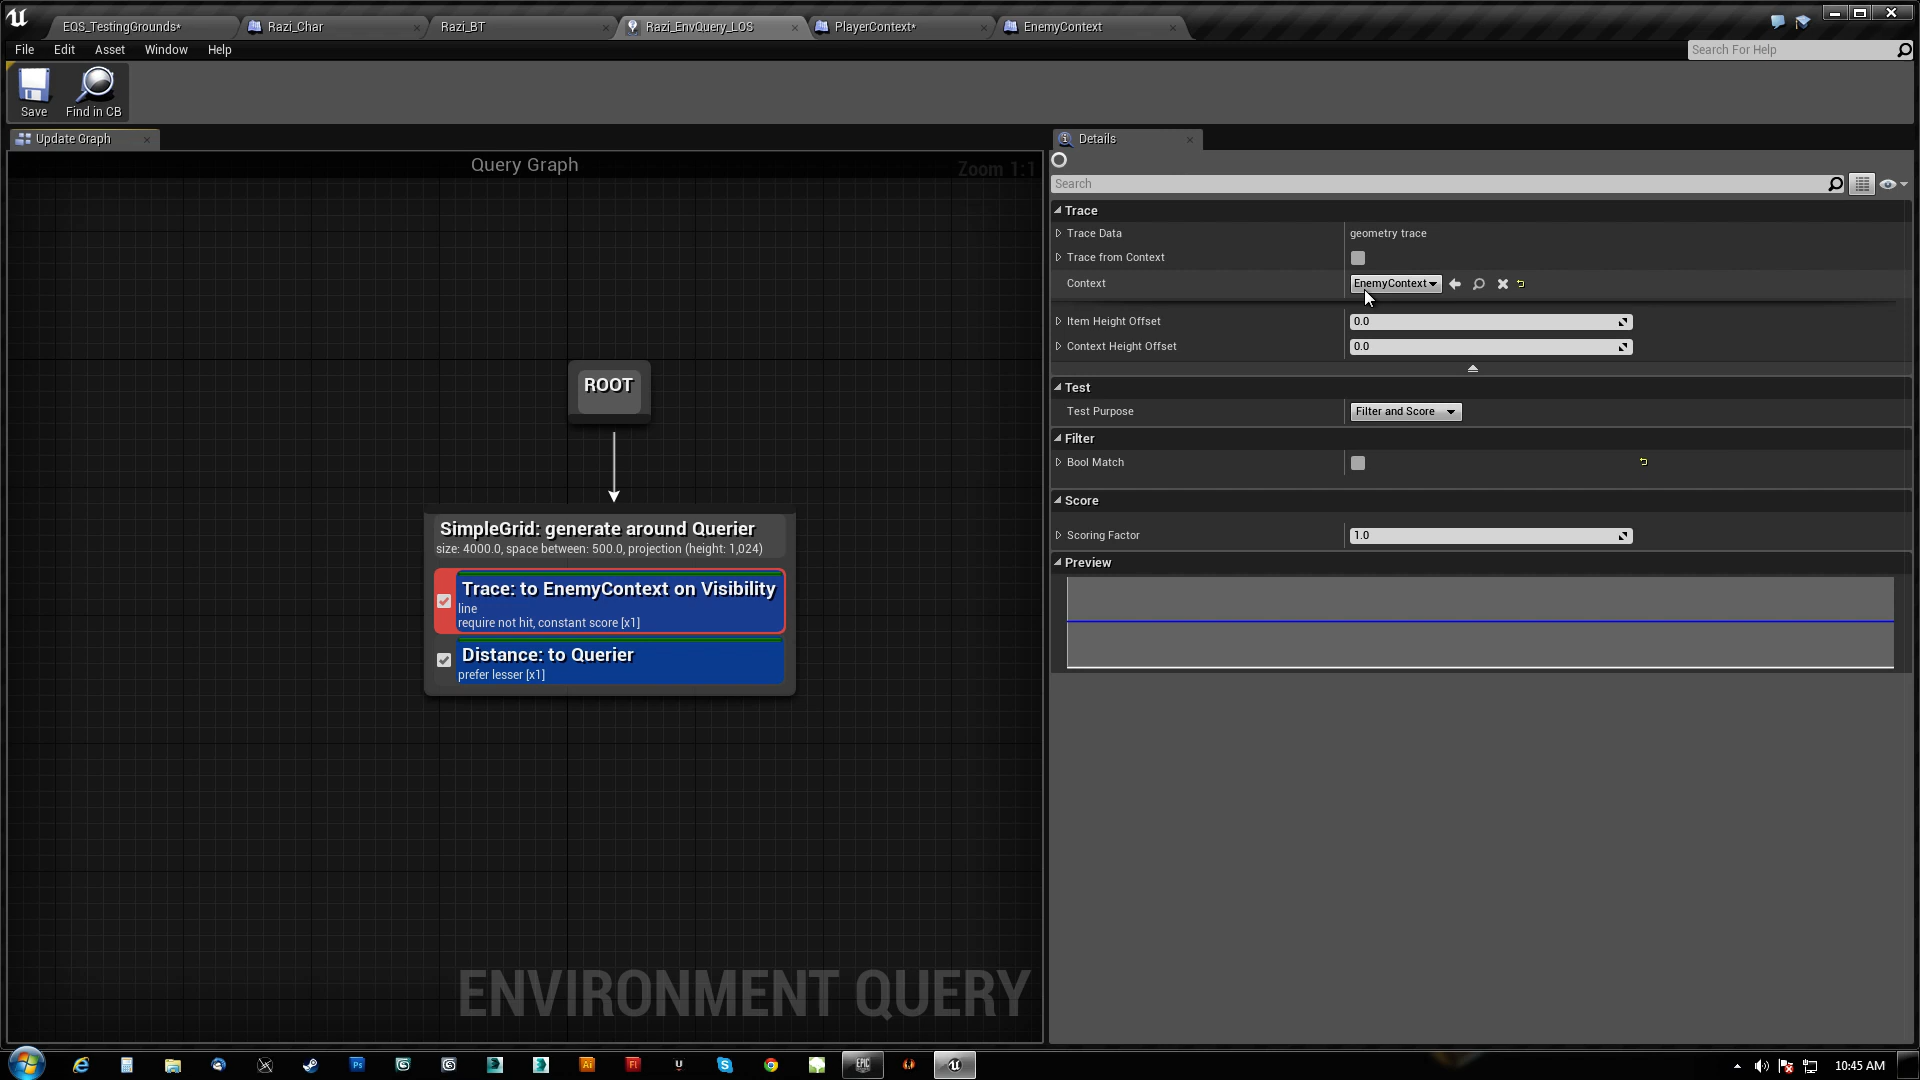 EQS_TestingGrounds*
Razi_Char
Razi_BT
Razi_EnvQuery_LOS
PlayerContext*
EnemyContext
File Edit Asset Window Help
Search For Help
Save
Find in CB
Update Graph
Details
Query Graph
Zoom 1:1
Search
Trace
Trace Data
geometry trace
Trace from Context
Context
EnemyContext
Item Height Offset
0.0
Context Height Offset
0.0
Test
Test Purpose
Filter and Score
Filter
Bool Match
Score
Scoring Factor
1.0
Preview
ROOT
SimpleGrid: generate around Querier
size: 4000.0, space between: 500.0, projection (height: 1,024)
Trace: to EnemyContext on Visibility
line
require not hit, constant score [x1]
Distance: to Querier
prefer lesser [x1]
ENVIRONMENT QUERY
Ps
Ai
Fl
EPIC
10:45 AM